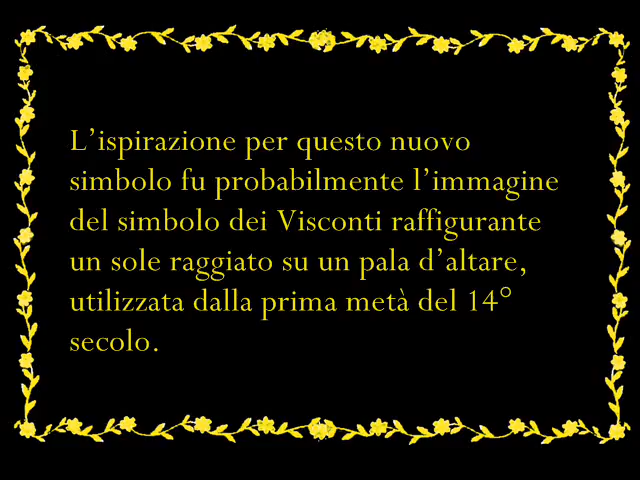 L’ispirazione per questo nuovo
simbolo fu probabilmente l’immagine
del simbolo dei Visconti raffigurante
un sole raggiato su un pala d’altare,
utilizzata dalla prima metà del 14°
secolo.